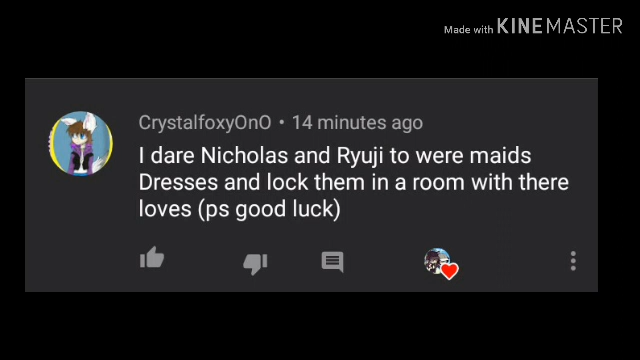 Made with KINEMASTER
CrystalfoxyOnO • 14 minutes ago
I dare Nicholas and Ryuji to were maids
Dresses and lock them in a room with there
loves (ps good luck)